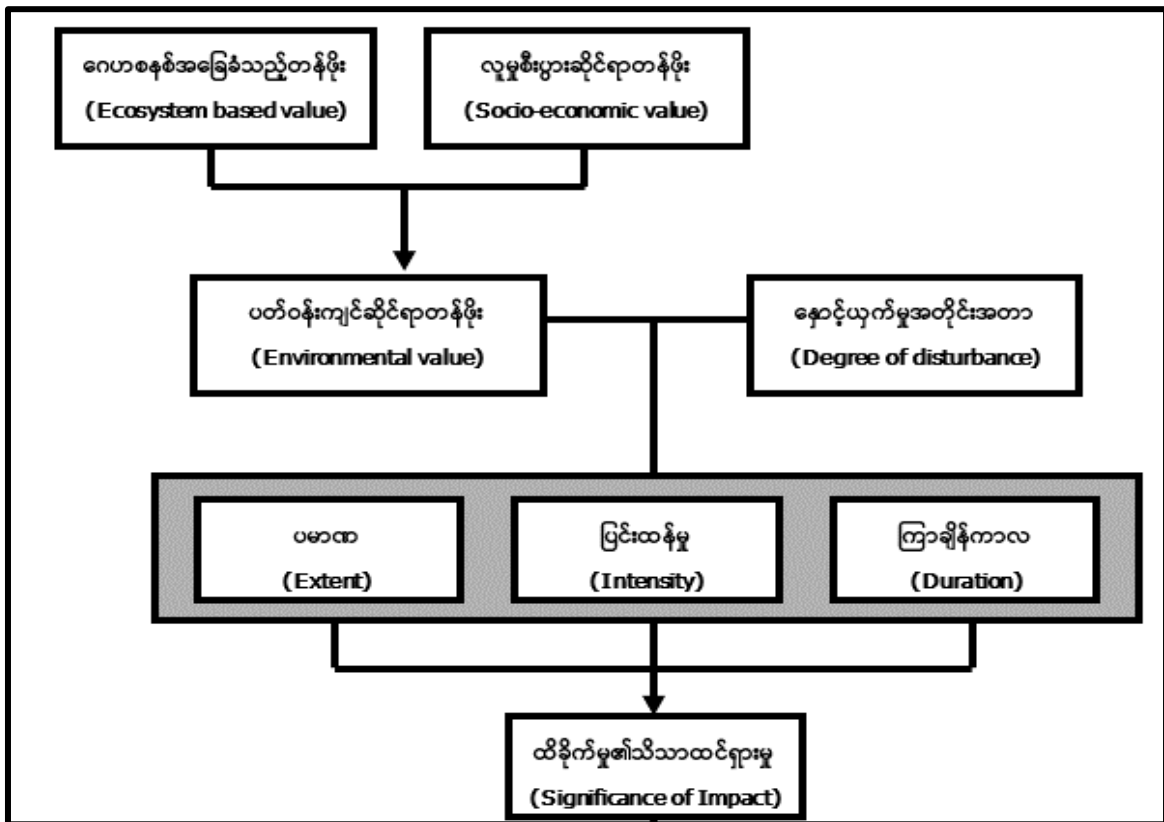 ဂေဟစနစ်အခြေခံသည့်တန်ဖိုး
(Ecosystem based value)
လူမှုစီးပွားဆိုင်ရာတန်ဖိုး
(Socio-economic value)
ပတ်ဝန်းကျင်ဆိုင်ရာတန်ဖိုး
(Environmental value)
နှောင့်ယှက်မှုအတိုင်းအတာ
(Degree of disturbance)
ပမာဏ
(Extent)
ပြင်းထန်မှု
(Intensity)
ကြာချိန်ကာလ
(Duration)
ထိခိုက်မှု၏သိသာထင်ရှားမှု
(Significance of Impact)